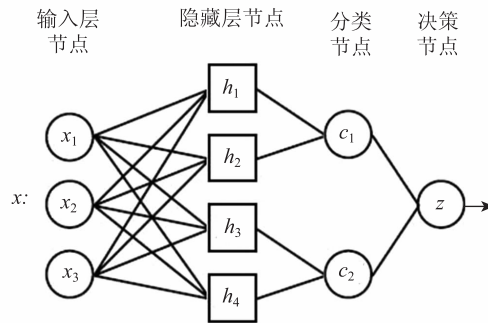 输入层 隐藏层节点 分类 决策
节点 节点 节点
h₁
x₁ c₁
h₂
x: x₂ z
h₃
x₃ c₂
h₄